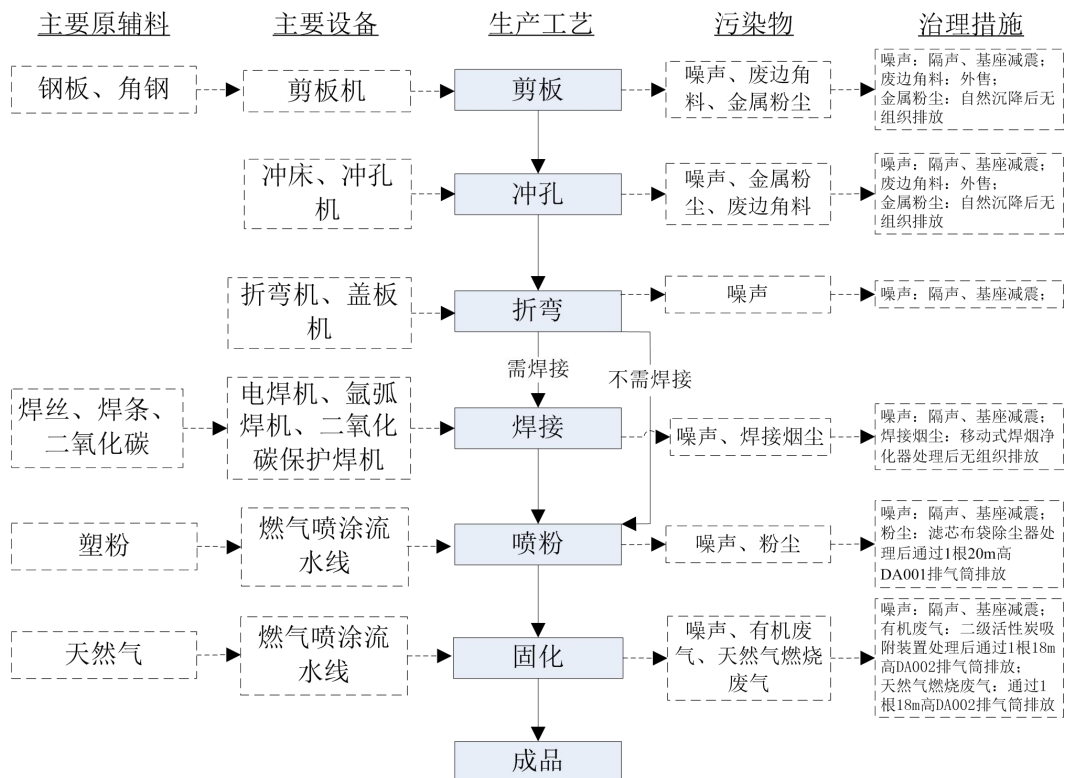 主要原辅料
主要设备
生产工艺
污染物
治理措施
钢板、角钢
剪板机
剪板
噪声、废边角
料、金属粉尘
噪声：隔声、基座减震；
废边角料：外售；
金属粉尘：自然沉降后无
组织排放
冲床、冲孔
机
冲孔
噪声、金属粉
尘、废边角料
噪声：隔声、基座减震；
废边角料：外售；
金属粉尘：自然沉降后无
组织排放
折弯机、盖板
机
折弯
噪声
噪声：隔声、基座减震；
需焊接
不需焊接
焊丝、焊条、
二氧化碳
电焊机、氩弧
焊机、二氧化
碳保护焊机
焊接
噪声、焊接烟尘
噪声：隔声、基座减震；
焊接烟尘：移动式焊烟净
化器处理后无组织排放
塑粉
燃气喷涂流
水线
喷粉
噪声、粉尘
噪声：隔声、基座减震；
粉尘：滤芯布袋除尘器处
理后通过1根20m高
DA001排气筒排放
天然气
燃气喷涂流
水线
固化
噪声、有机废
气、天然气燃烧
废气
噪声：隔声、基座减震；
有机废气：二级活性炭吸
附装置处理后通过1根18m
高DA002排气筒排放；
天然气燃烧废气：通过1
根18m高DA002排气筒排放
成品